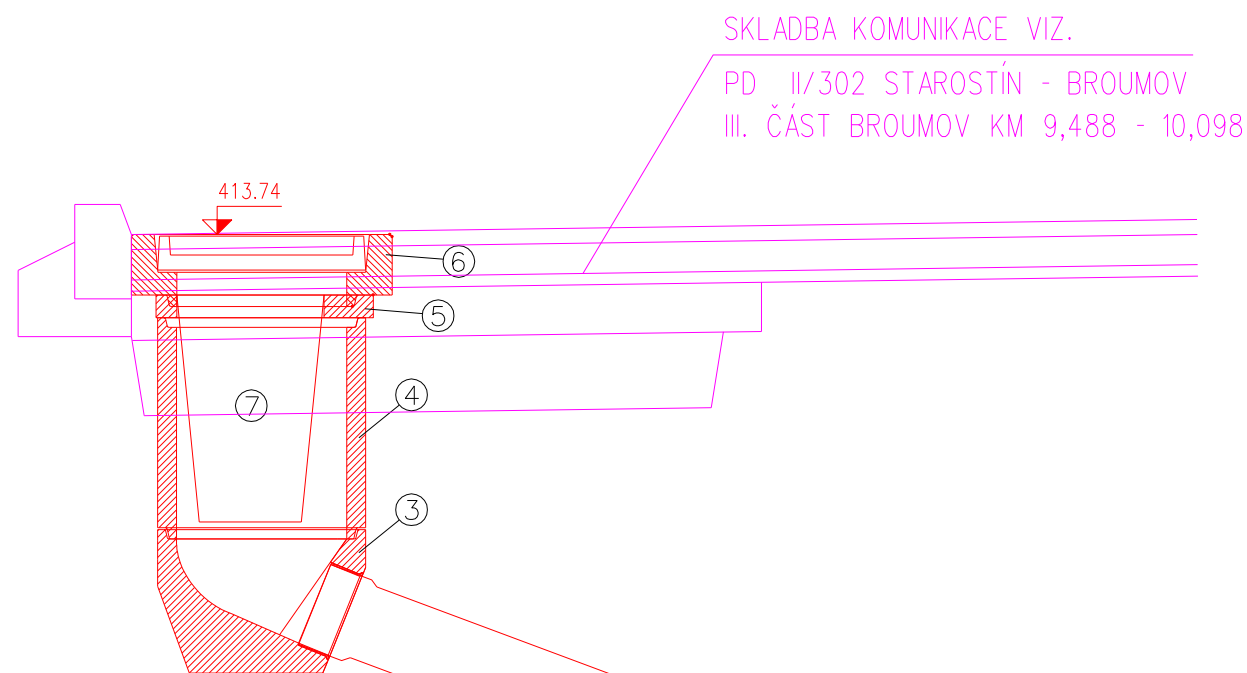 SKLADBA KOMUNIKACE VIZ.
PD II/302 STAROSTÍN - BROUMOV
III. ČÁST BROUMOV KM 9,488 - 10,098
413.74
6
5
4
7
3